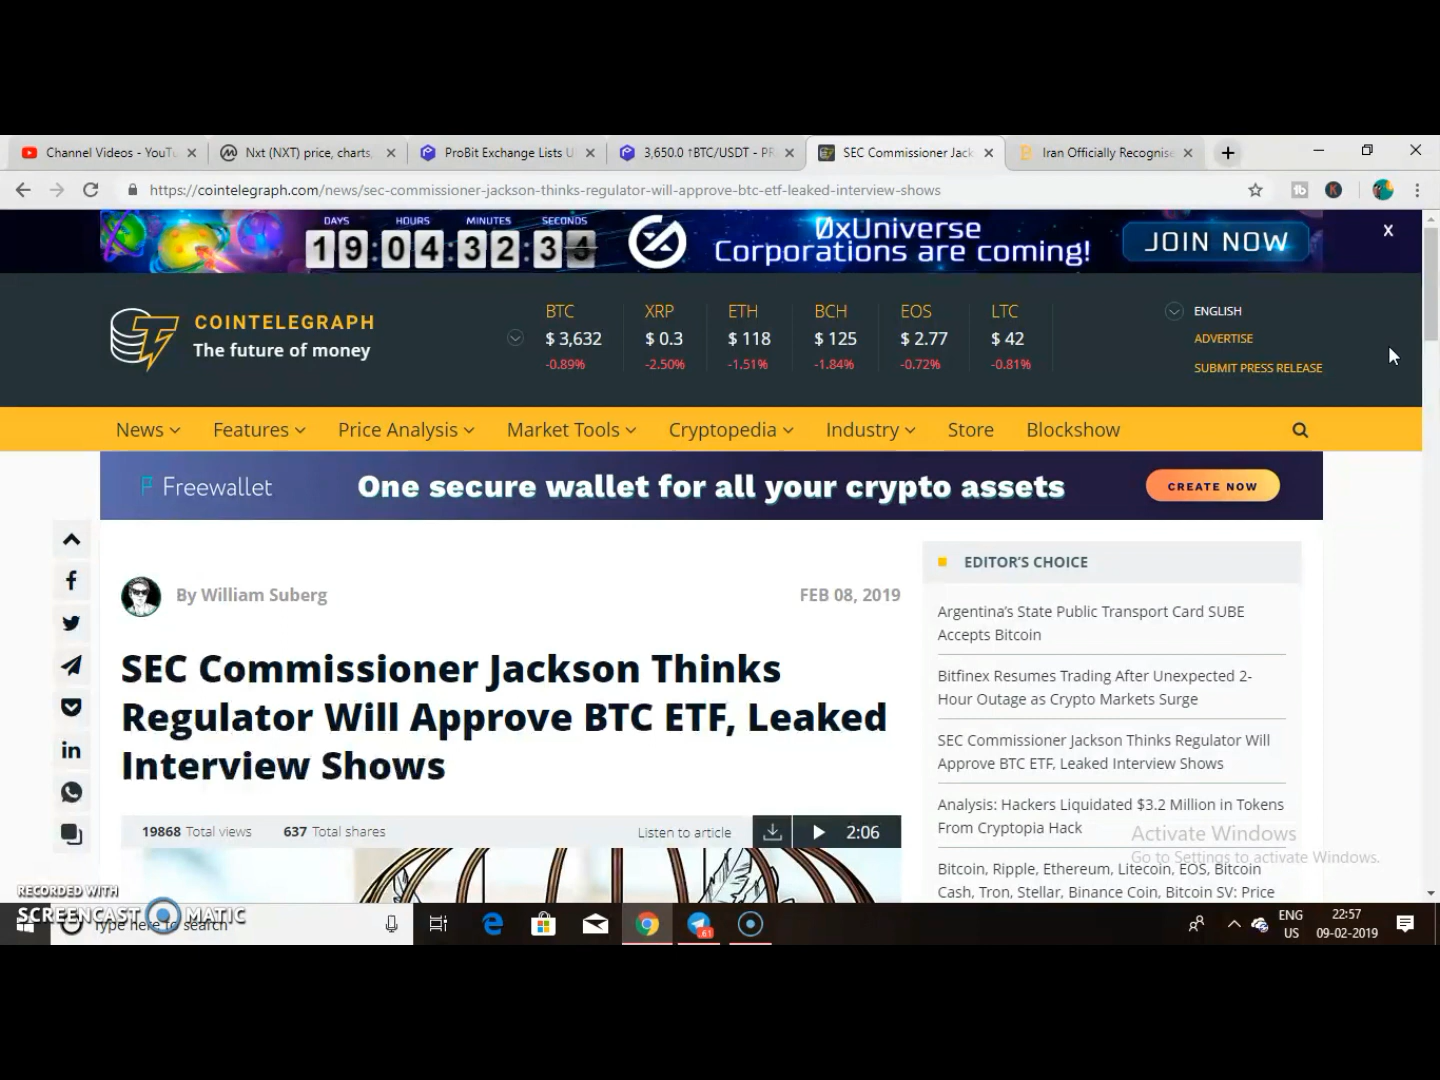 Channel Videos - YouTu
Nxt (NXT) price, charts,
ProBit Exchange Lists U
3,650.0 ↑BTC/USDT - PR
SEC Commissioner Jack
Iran Officially Recognise
https://cointelegraph.com/news/sec-commissioner-jackson-thinks-regulator-will-approve-btc-etf-leaked-interview-shows
DAYS HOURS MINUTES SECONDS
19:04:32:34
0xUniverse
Corporations are coming!
JOIN NOW
X
COINTELEGRAPH
The future of money
BTC XRP ETH BCH EOS LTC
$ 3,632 $ 0.3 $ 118 $ 125 $ 2.77 $ 42
-0.89% -2.50% -1.51% -1.84% -0.72% -0.81%
ENGLISH
ADVERTISE
SUBMIT PRESS RELEASE
News Features Price Analysis Market Tools Cryptopedia Industry Store Blockshow
Freewallet
One secure wallet for all your crypto assets
CREATE NOW
By William Suberg
FEB 08, 2019
SEC Commissioner Jackson Thinks
Regulator Will Approve BTC ETF, Leaked
Interview Shows
19868 Total views 637 Total shares
Listen to article
2:06
EDITOR'S CHOICE
Argentina's State Public Transport Card SUBE
Accepts Bitcoin
Bitfinex Resumes Trading After Unexpected 2-
Hour Outage as Crypto Markets Surge
SEC Commissioner Jackson Thinks Regulator Will
Approve BTC ETF, Leaked Interview Shows
Analysis: Hackers Liquidated $3.2 Million in Tokens
From Cryptopia Hack
Activate Windows
Go to Settings to activate Windows.
Bitcoin, Ripple, Ethereum, Litecoin, EOS, Bitcoin
Cash, Tron, Stellar, Binance Coin, Bitcoin SV: Price
RECORDED WITH
SCREENCAST MATIC
Type here to search
61
ENG
US
22:57
09-02-2019